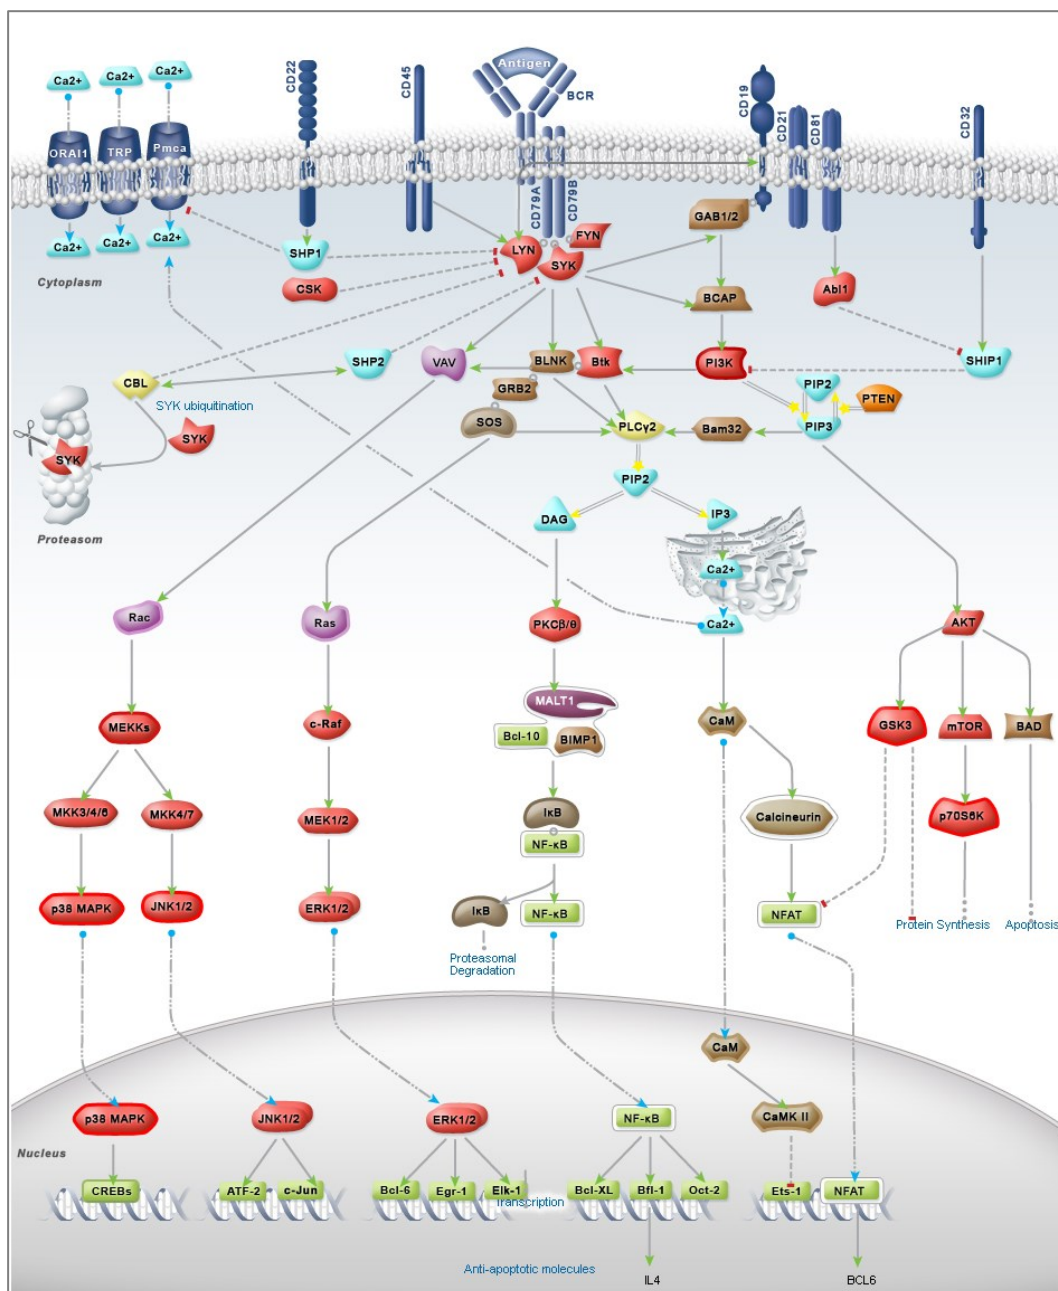 Ca2+
Ca2+
Ca2+
CD22
CD45
Antigen
BCR
CD19
CD21
CD81
CD32
ORAI1
TRP
Pmca
CD79A
CD79B
GAB1/2
Ca2+
Ca2+
Ca2+
SHP1
LYN
FYN
SYK
Cytoplasm
CSK
BCAP
Abl1
CBL
SHP2
VAV
BLNK
Btk
PI3K
SHIP1
PIP2
PTEN
GRB2
SYK ubiquitination
SYK
SOS
PLCγ2
Bam32
PIP3
SYK
PIP2
Proteasom
DAG
IP3
Ca2+
Rac
Ras
PKCβ/θ
Ca2+
AKT
MALT1
MEKKs
c-Raf
Bcl-10
BIMP1
CaM
GSK3
mTOR
BAD
MKK3/4/6
MKK4/7
MEK1/2
IκB
NF-κB
Calcineurin
p70S6K
p38 MAPK
JNK1/2
ERK1/2
IκB
NF-κB
NFAT
Protein Synthesis
Apoptosis
Proteasomal
Degradation
CaM
p38 MAPK
JNK1/2
ERK1/2
NF-κB
CaMK II
Nucleus
CREBs
ATF-2
c-Jun
Bcl-6
Egr-1
Elk-1
Transcription
Bcl-XL
Bfl-1
Oct-2
Ets-1
NFAT
Anti-apoptotic molecules
IL4
BCL6